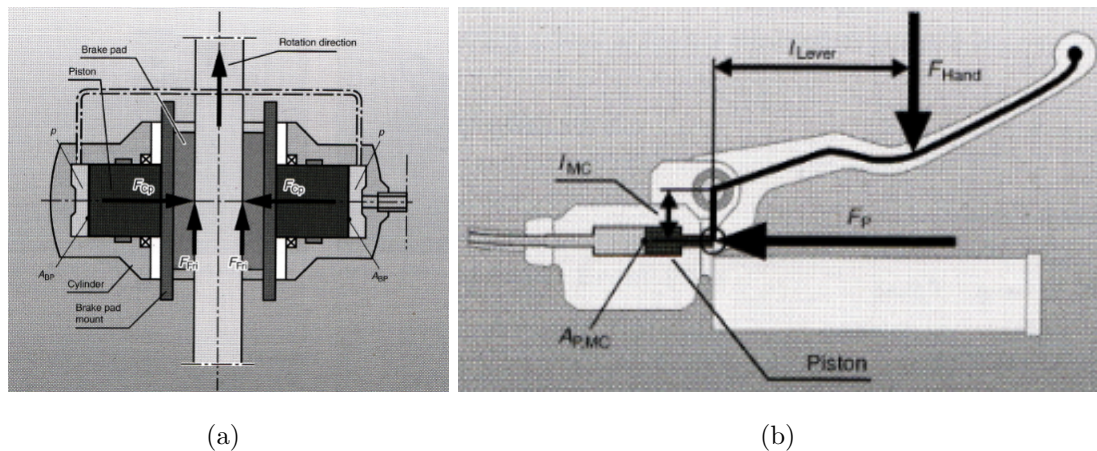 Brake pad
Rotation direction
Piston
p
p
F_Cp
F_Cp
F_Fri
F_Fri
A_BP
A_BP
Cylinder
Brake pad
mount
l_Lever
F_Hand
l_MC
F_P
A_P,MC
Piston
(a)
(b)